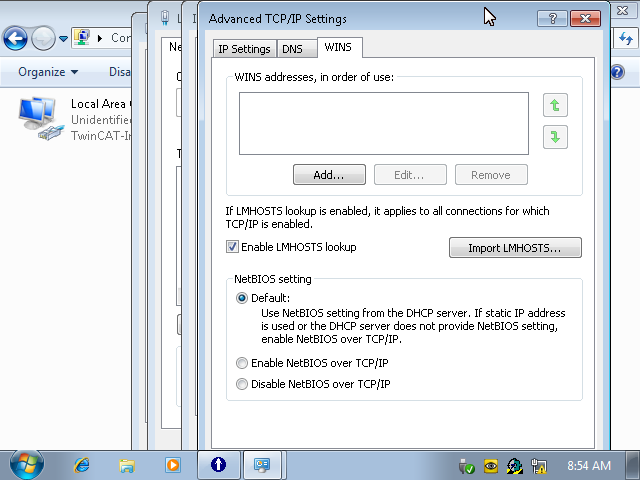 Advanced TCP/IP Settings
Con
IP Settings
DNS
WINS
Ne
Organize
Disa
WINS addresses, in order of use:
Local Area
Unidentified
TwinCAT-In
Add...
Edit...
Remove
If LMHOSTS lookup is enabled, it applies to all connections for which
TCP/IP is enabled.
Enable LMHOSTS lookup
Import LMHOSTS...
NetBIOS setting
Default:
Use NetBIOS setting from the DHCP server. If static IP address
is used or the DHCP server does not provide NetBIOS setting,
enable NetBIOS over TCP/IP.
Enable NetBIOS over TCP/IP
Disable NetBIOS over TCP/IP
8:54 AM